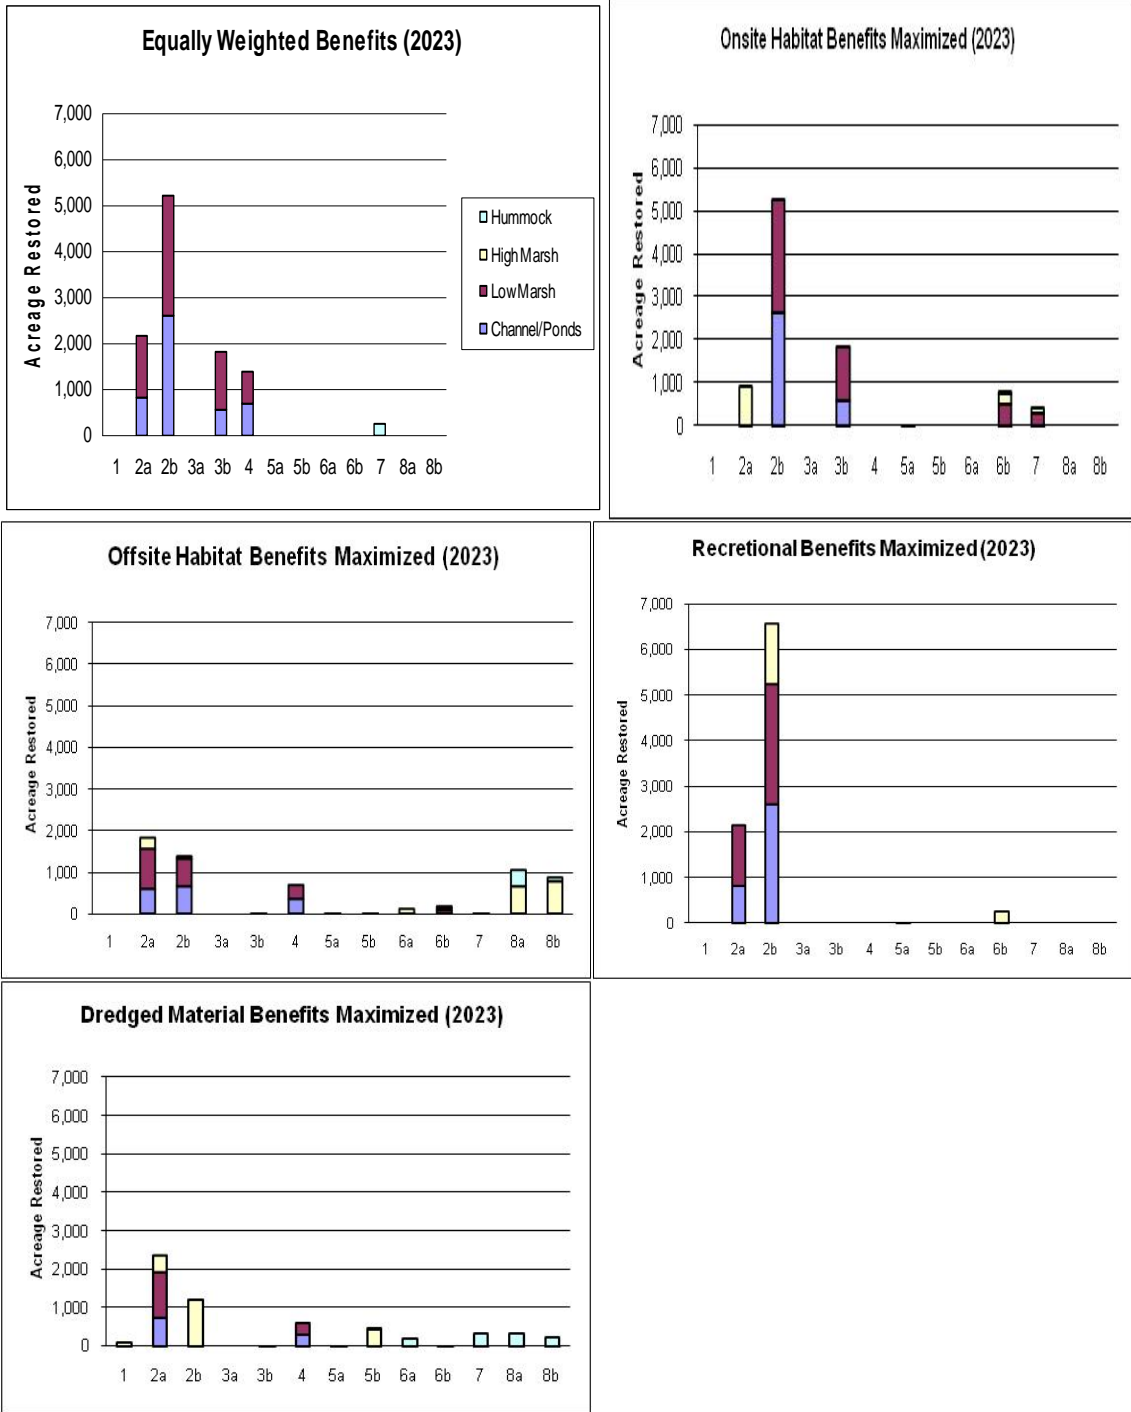 Equally Weighted Benefits (2023)
7,000
6,000
5,000
4,000
3,000
2,000
1,000
0
Acreage Restored
1 2a 2b 3a 3b 4 5a 5b 6a 6b 7 8a 8b
Hummock
High Marsh
Low Marsh
Channel/Ponds
Onsite Habitat Benefits Maximized (2023)
7,000
6,000
5,000
4,000
3,000
2,000
1,000
0
Acreage Restored
1 2a 2b 3a 3b 4 5a 5b 6a 6b 7 8a 8b
Offsite Habitat Benefits Maximized (2023)
7,000
6,000
5,000
4,000
3,000
2,000
1,000
0
Acreage Restored
1 2a 2b 3a 3b 4 5a 5b 6a 6b 7 8a 8b
Recretional Benefits Maximized (2023)
7,000
6,000
5,000
4,000
3,000
2,000
1,000
0
Acreage Restored
1 2a 2b 3a 3b 4 5a 5b 6a 6b 7 8a 8b
Dredged Material Benefits Maximized (2023)
7,000
6,000
5,000
4,000
3,000
2,000
1,000
0
Acreage Restored
1 2a 2b 3a 3b 4 5a 5b 6a 6b 7 8a 8b